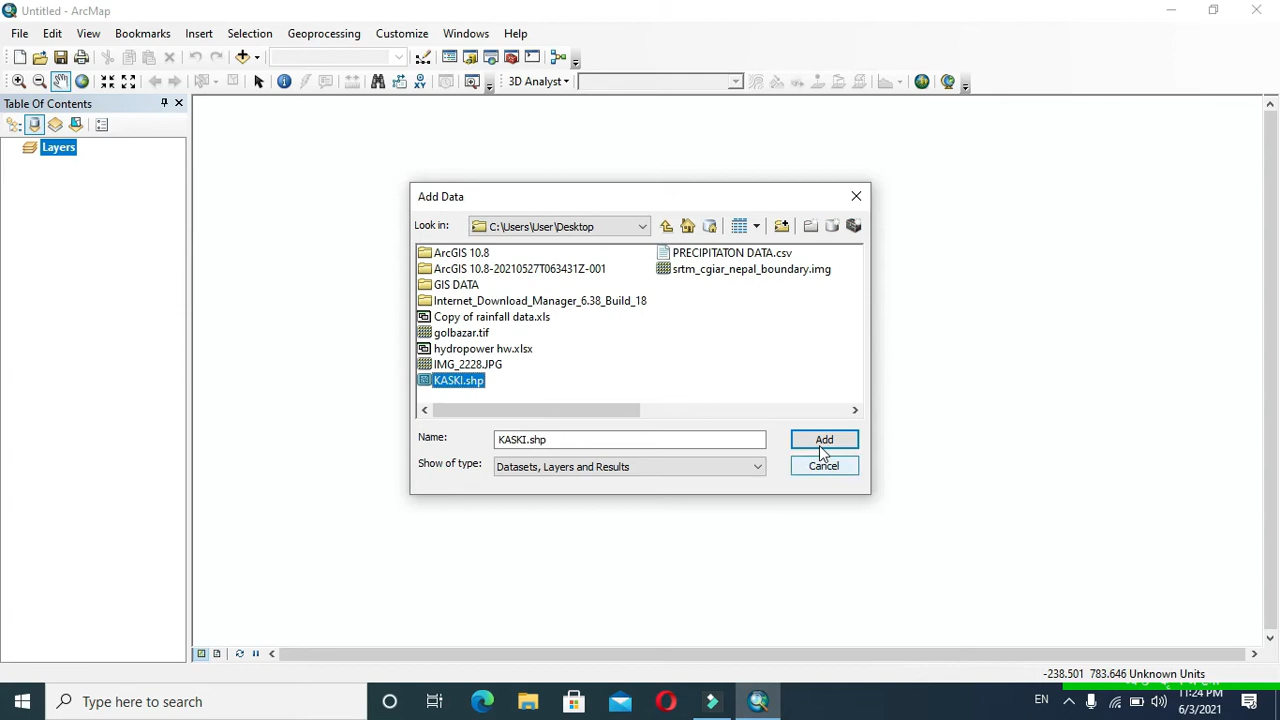 Untitled - ArcMap
File Edit View Bookmarks Insert Selection Geoprocessing Customize Windows Help
3D Analyst
Table Of Contents
Layers
Add Data
Look in: C:\Users\User\Desktop
ArcGIS 10.8
ArcGIS 10.8-20210527T063431Z-001
GIS DATA
Internet_Download_Manager_6.38_Build_18
Copy of rainfall data.xls
golbazar.tif
hydropower hw.xlsx
IMG_2228.JPG
KASKI.shp
PRECIPITATON DATA.csv
srtm_cgiar_nepal_boundary.img
Name: KASKI.shp
Add
Show of type: Datasets, Layers and Results
Cancel
-238.501 783.646 Unknown Units
Type here to search
EN
11:24 PM
6/3/2021